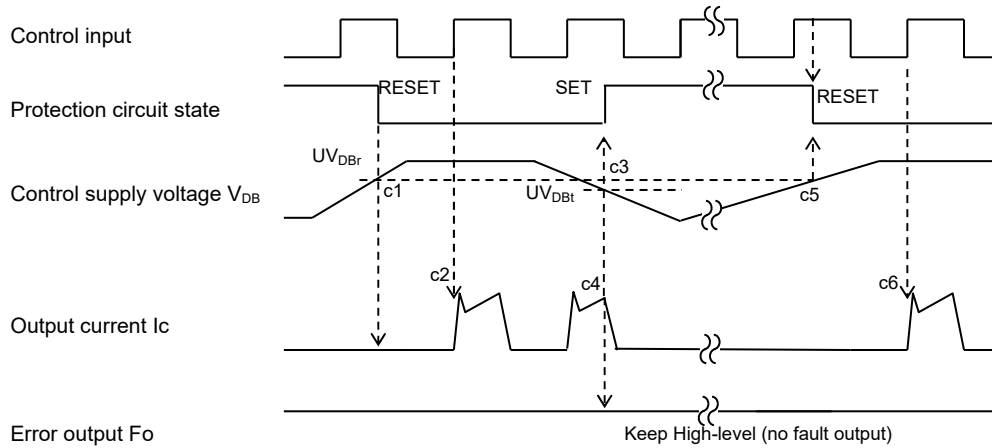 Control input
RESET
SET
RESET
Protection circuit state
UVDBr
c1
c3
UVDBt
c5
Control supply voltage VDB
c2
c4
c6
Output current Ic
Keep High-level (no fault output)
Error output Fo